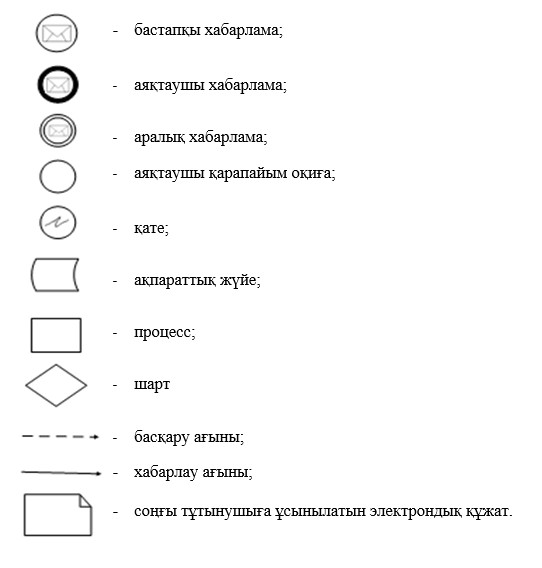 - бастапқы хабарлама;
- аяқтаушы хабарлама;
- аралық хабарлама;
- аяқтаушы қарапайым оқиға;
- қате;
- ақпараттық жүйе;
- процесс;
- шарт
- басқару ағыны;
- хабарлау ағыны;
- соңғы тұтынушыға ұсынылатын электрондық құжат.